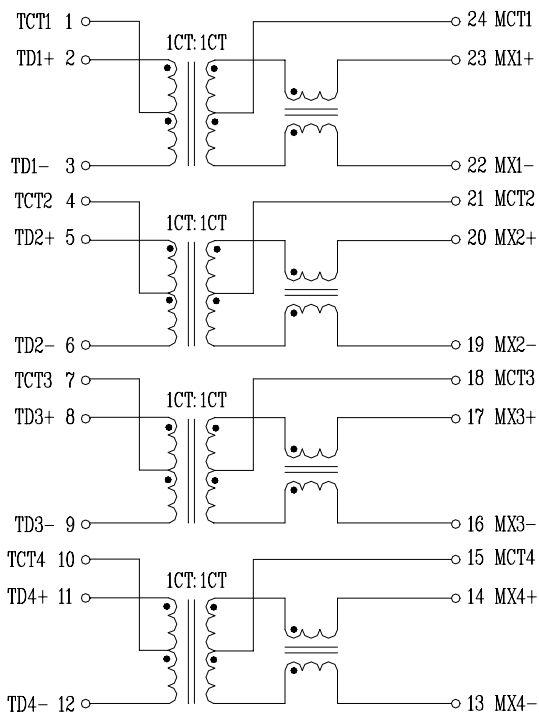 TCT1 1 24 MCT1
1CT:1CT
TD1+ 2 23 MX1+
TD1- 3 22 MX1-
TCT2 4 21 MCT2
1CT:1CT
TD2+ 5 20 MX2+
TD2- 6 19 MX2-
TCT3 7 18 MCT3
1CT:1CT
TD3+ 8 17 MX3+
TD3- 9 16 MX3-
TCT4 10 15 MCT4
1CT:1CT
TD4+ 11 14 MX4+
TD4- 12 13 MX4-